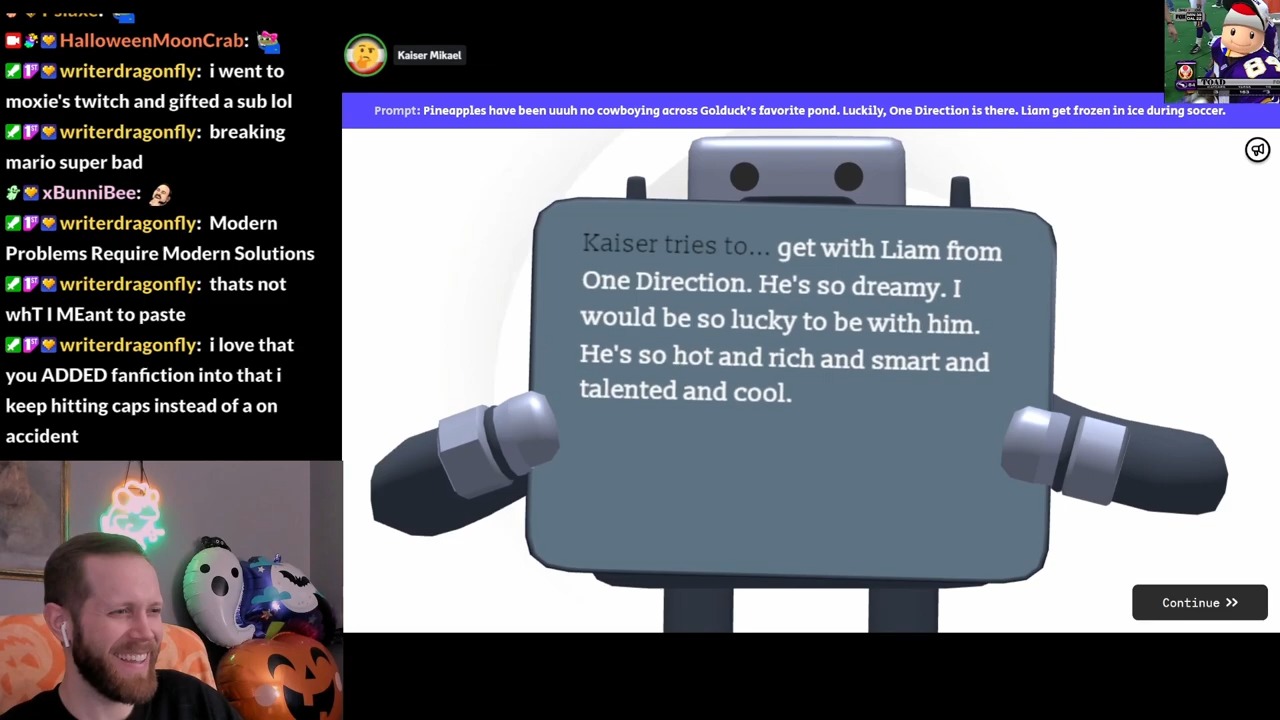 HalloweenMoonCrab:
writerdragonfly: i went to
moxie's twitch and gifted a sub lol
writerdragonfly: breaking
mario super bad
xBunniBee:
writerdragonfly: Modern
Problems Require Modern Solutions
writerdragonfly: thats not
whT I MEant to paste
writerdragonfly: i love that
you ADDED fanfiction into that i
keep hitting caps instead of a on
accident
Kaiser Mikael
Prompt: Pineapples have been uuuh no cowboying across Golduck's favorite pond. Luckily, One Direction is there. Liam get frozen in ice during soccer.
Kaiser tries to... get with Liam from
One Direction. He's so dreamy. I
would be so lucky to be with him.
He's so hot and rich and smart and
talented and cool.
Continue
TOAD